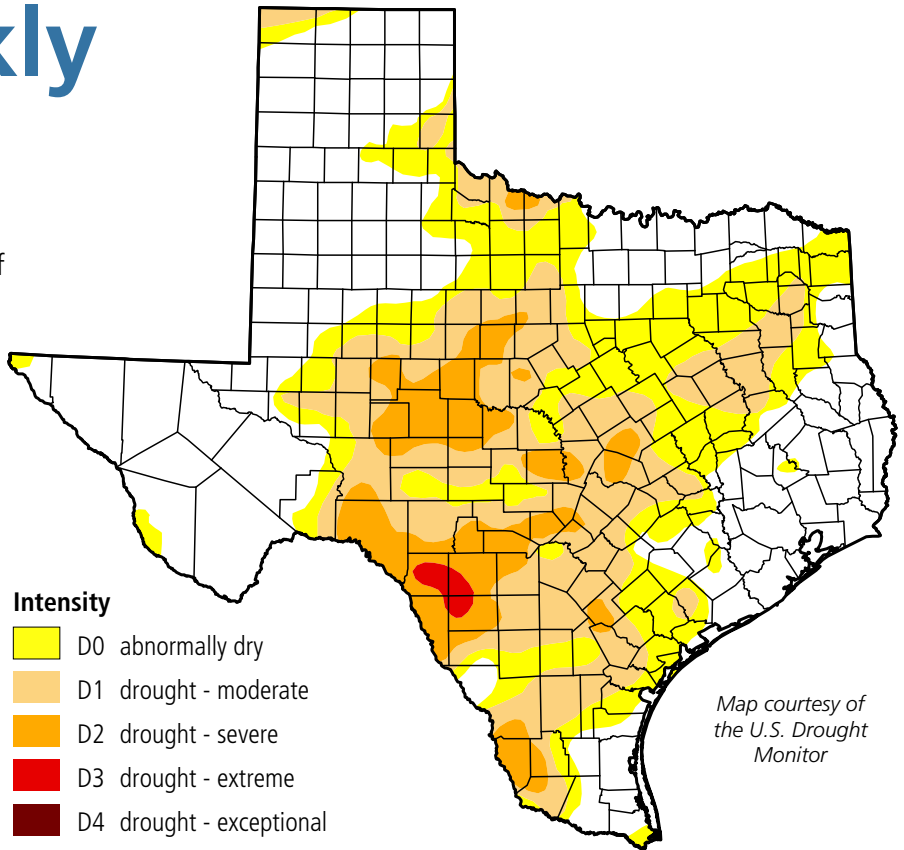 kly
f
Intensity
D0 abnormally dry
D1 drought - moderate
D2 drought - severe
D3 drought - extreme
D4 drought - exceptional
Map courtesy of
the U.S. Drought
Monitor